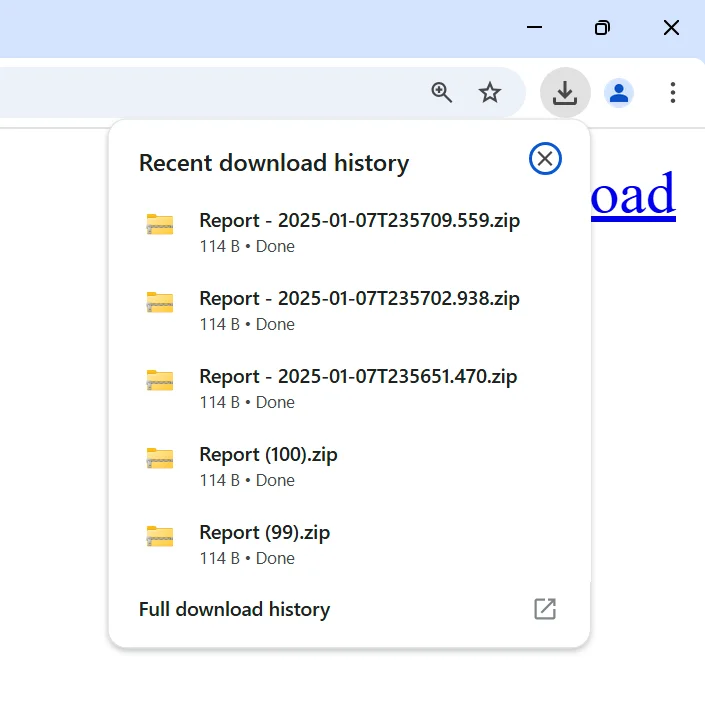 Recent download history
oad
Report - 2025-01-07T235709.559.zip
114 B • Done
Report - 2025-01-07T235702.938.zip
114 B • Done
Report - 2025-01-07T235651.470.zip
114 B • Done
Report (100).zip
114 B • Done
Report (99).zip
114 B • Done
Full download history